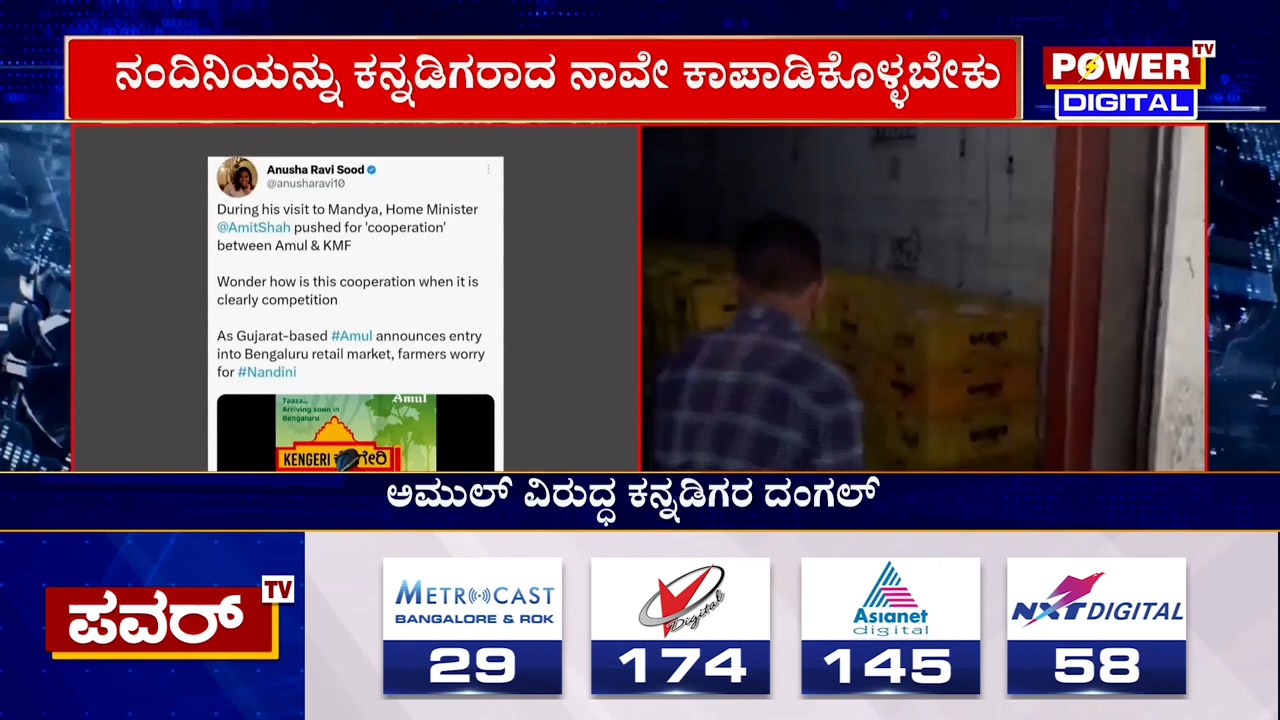 ನಂದಿನಿಯನ್ನು ಕನ್ನಡಿಗರಾದ ನಾವೇ ಕಾಪಾಡಿಕೊಳ್ಳಬೇಕು
POWER TV
DIGITAL
Anusha Ravi Sood
@anusharavi10
During his visit to Mandya, Home Minister
@AmitShah pushed for 'cooperation'
between Amul & KMF
Wonder how is this cooperation when it is
clearly competition
As Gujarat-based #Amul announces entry
into Bengaluru retail market, farmers worry
for #Nandini
Taaza...
Arriving soon in
Bengaluru
Amul
KENGERI
ಅಮುಲ್ ವಿರುದ್ಧ ಕನ್ನಡಿಗರ ದಂಗಲ್
ಪವರ್ TV
METROCAST
BANGALORE & ROK
29
Digital
174
Asianet
digital
145
NXTDIGITAL
58